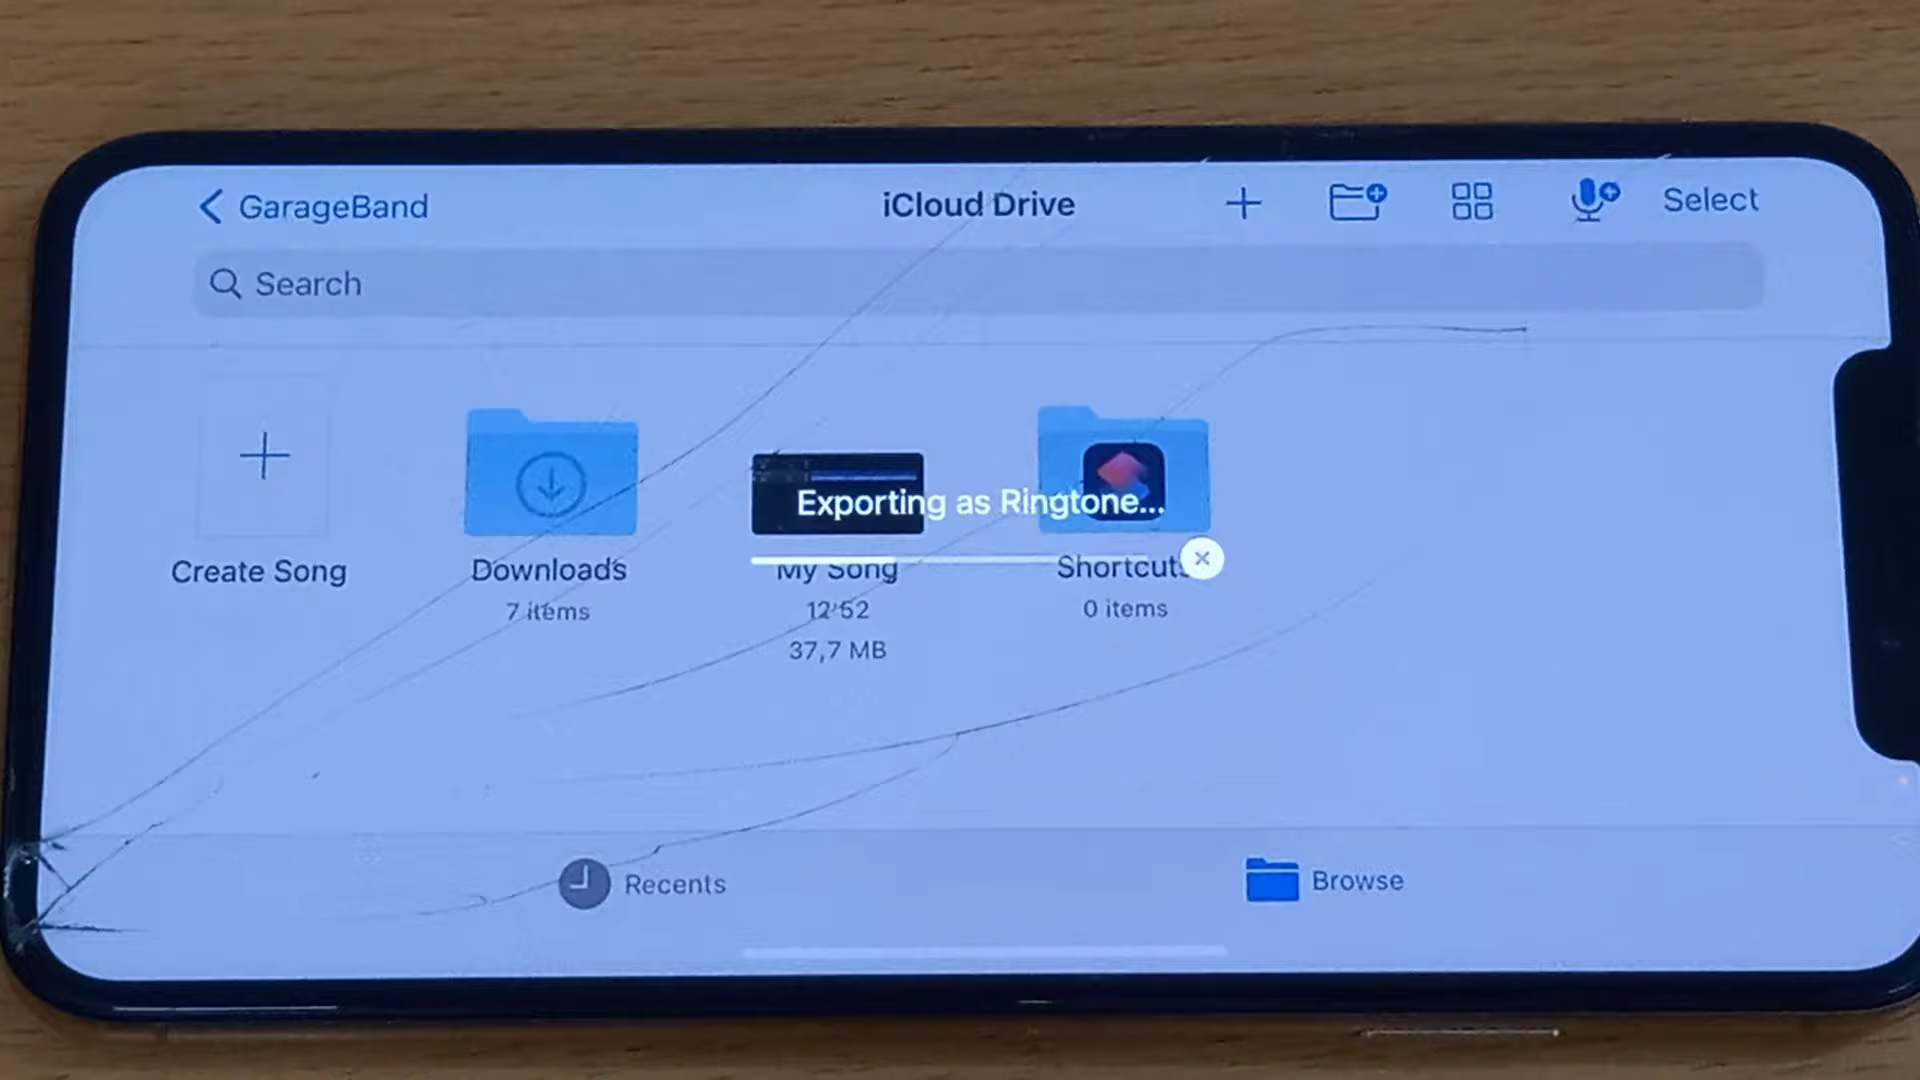 GarageBand
iCloud Drive
Select
Search
Exporting as Ringtone...
Create Song
Downloads
7 items
My Song
12:52
37,7 MB
Shortcuts
0 items
Recents
Browse